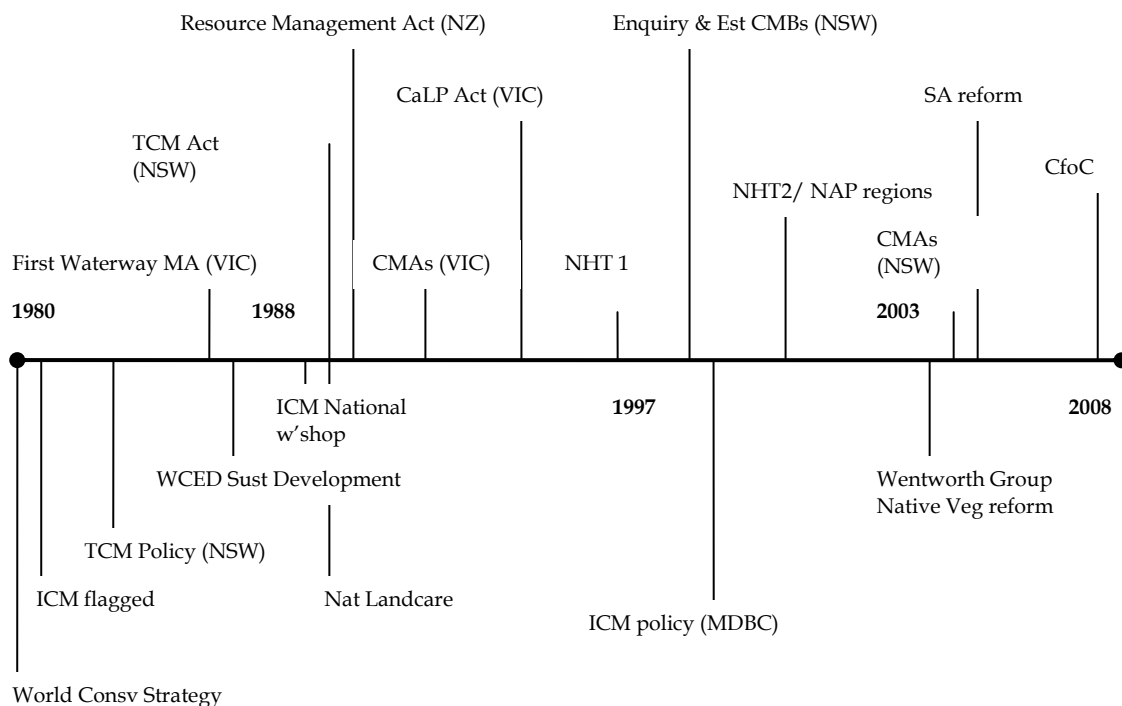 Resource Management Act (NZ)
Enquiry & Est CMBs (NSW)
CaLP Act (VIC)
SA reform
TCM Act
(NSW)
CfoC
NHT2/ NAP regions
CMAs
(NSW)
First Waterway MA (VIC)
CMAs (VIC)
NHT 1
1980
1988
2003
ICM National
w’shop
1997
2008
WCED Sust Development
Wentworth Group
Native Veg reform
TCM Policy (NSW)
ICM flagged
Nat Landcare
ICM policy (MDBC)
World Consv Strategy